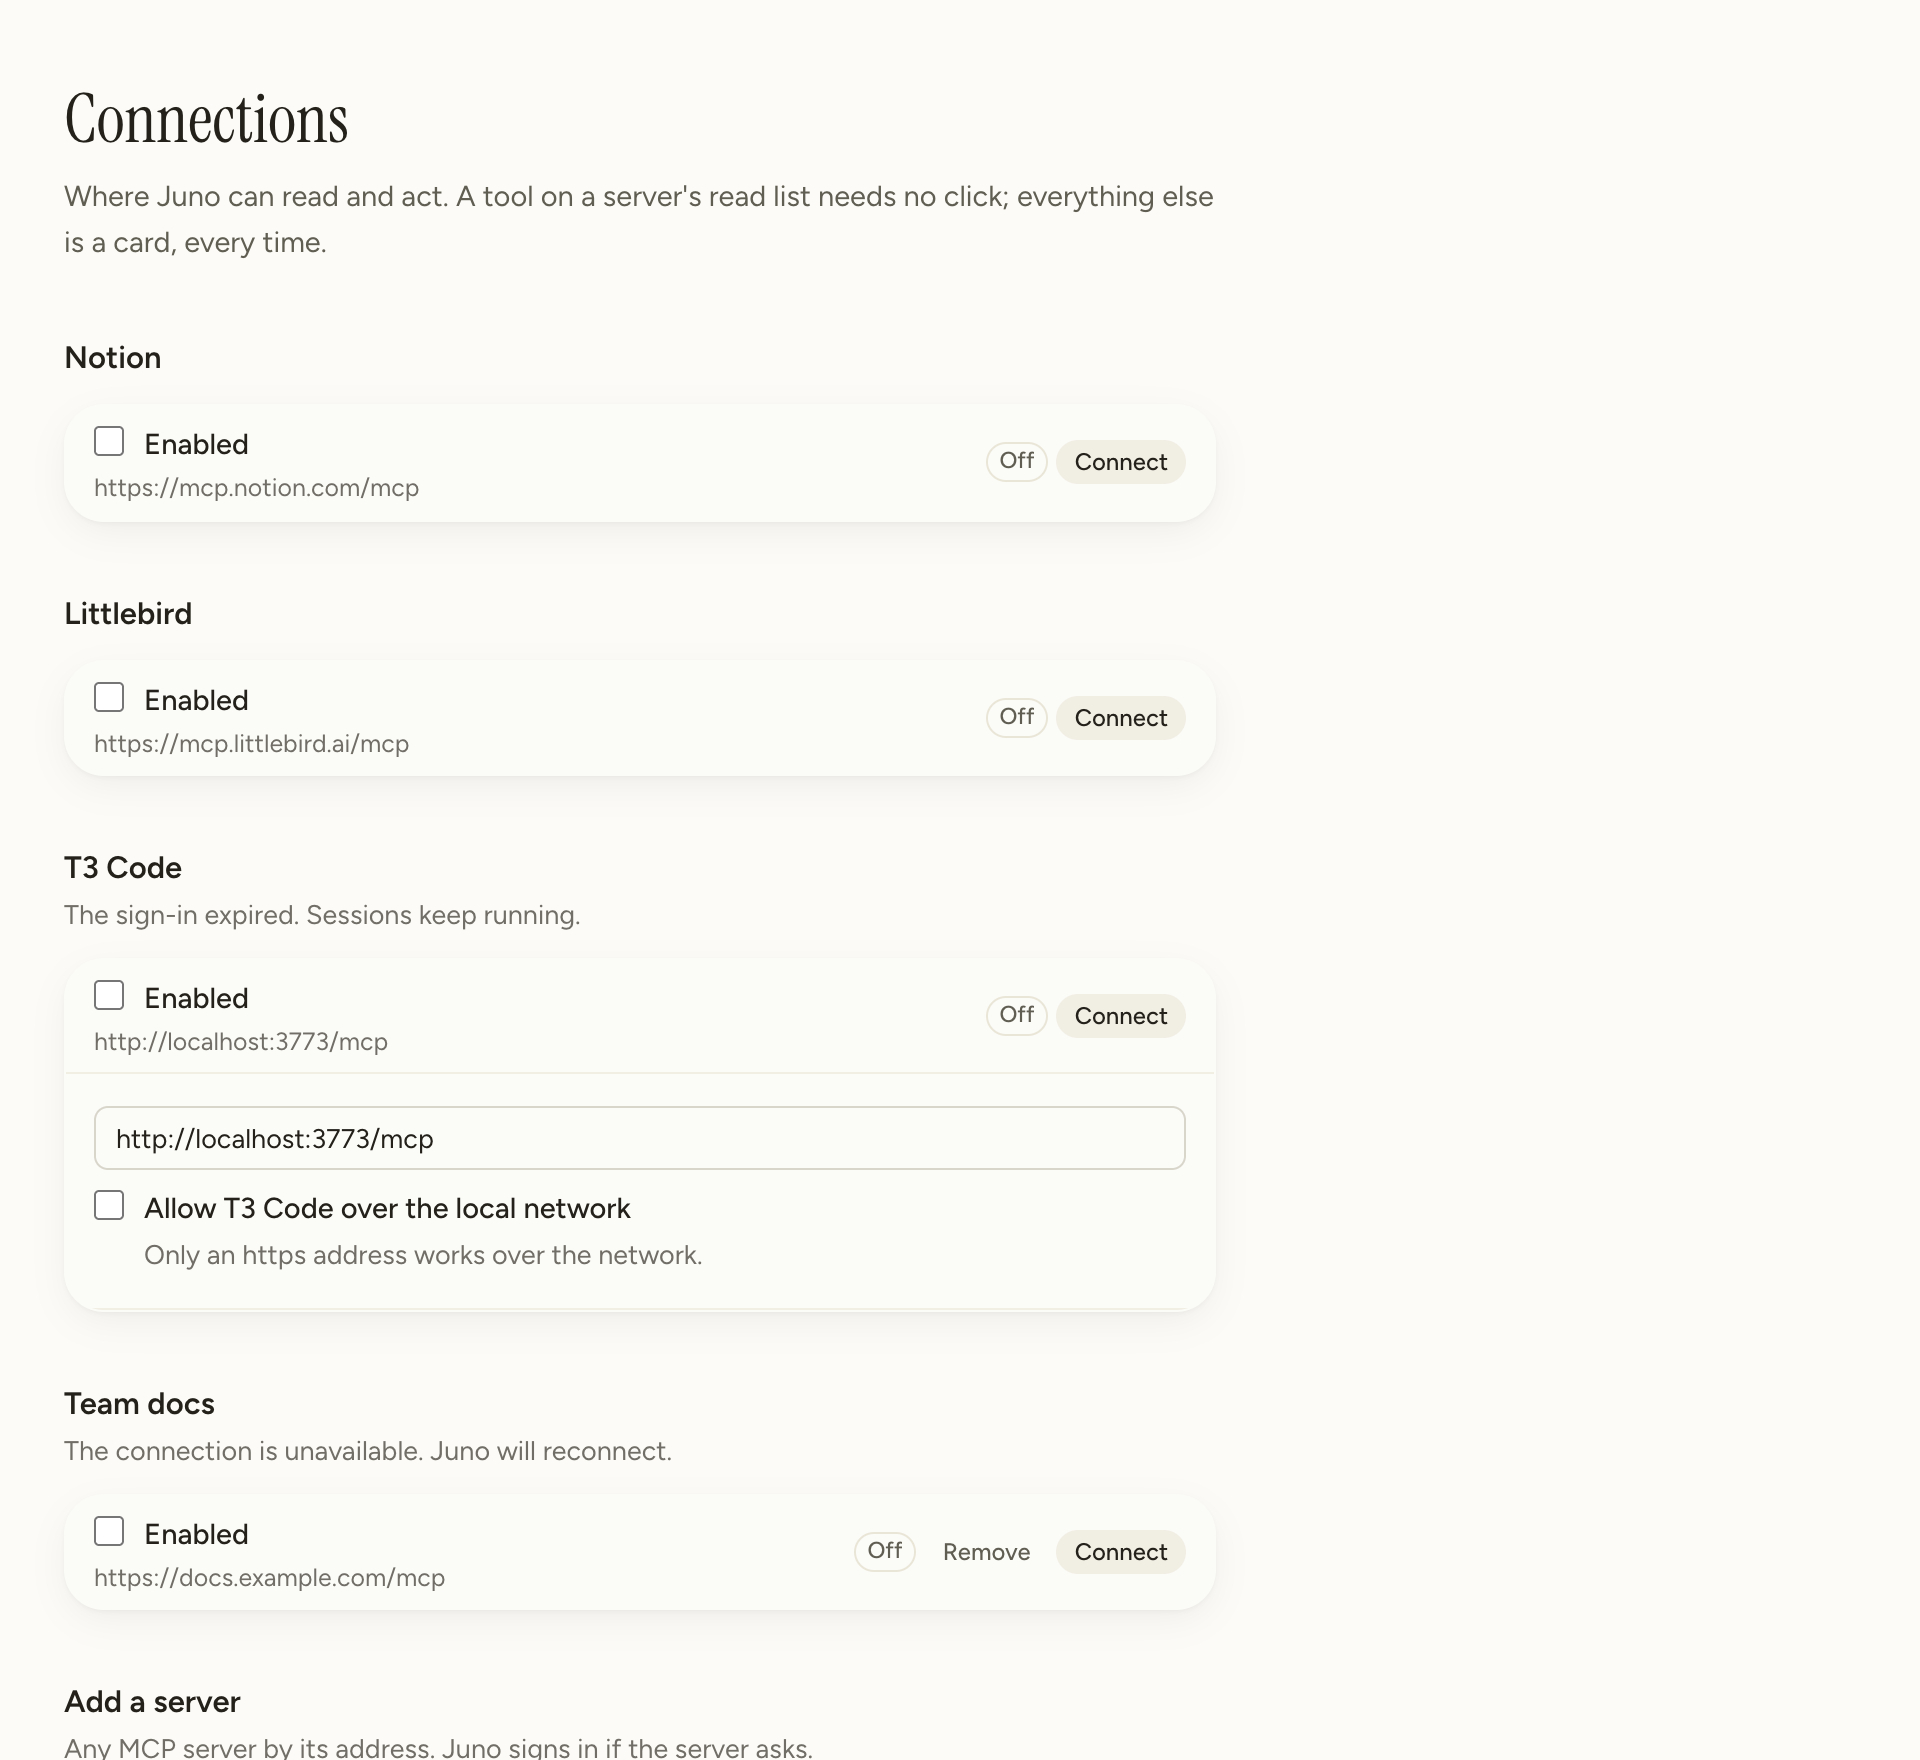 Connections
Where Juno can read and act. A tool on a server's read list needs no click; everything else
is a card, every time.
Notion
Enabled
https://mcp.notion.com/mcp
Off
Connect
Littlebird
Enabled
https://mcp.littlebird.ai/mcp
Off
Connect
T3 Code
The sign-in expired. Sessions keep running.
Enabled
http://localhost:3773/mcp
Off
Connect
http://localhost:3773/mcp
Allow T3 Code over the local network
Only an https address works over the network.
Team docs
The connection is unavailable. Juno will reconnect.
Enabled
https://docs.example.com/mcp
Off
Remove
Connect
Add a server
Any MCP server by its address. Juno signs in if the server asks.